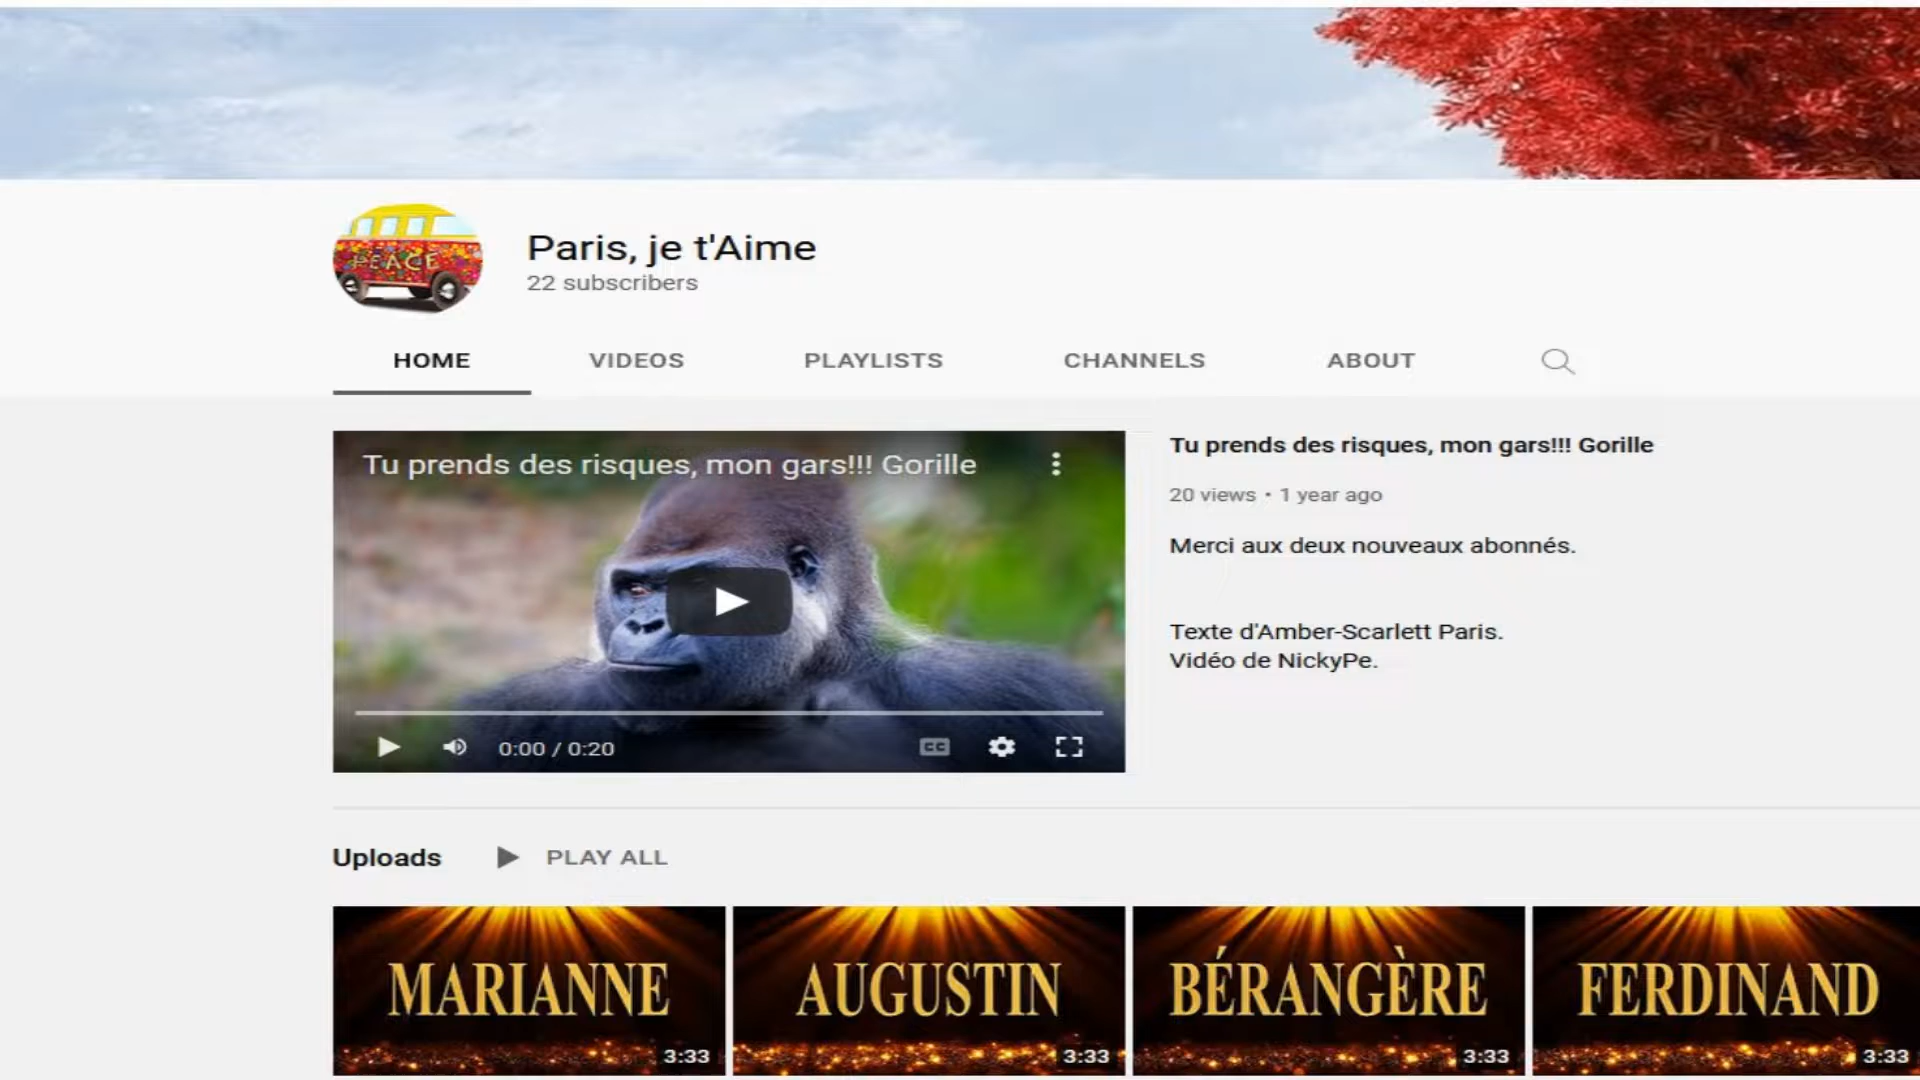 PEACE
Paris, je t'Aime
22 subscribers
HOME VIDEOS PLAYLISTS CHANNELS ABOUT
Tu prends des risques, mon gars!!! Gorille
0:00 / 0:20
CC
Tu prends des risques, mon gars!!! Gorille
20 views • 1 year ago
Merci aux deux nouveaux abonnés.
Texte d'Amber-Scarlett Paris.
Vidéo de NickyPe.
Uploads PLAY ALL
MARIANNE
3:33
AUGUSTIN
3:33
BÉRANGÈRE
3:33
FERDINAND
3:33